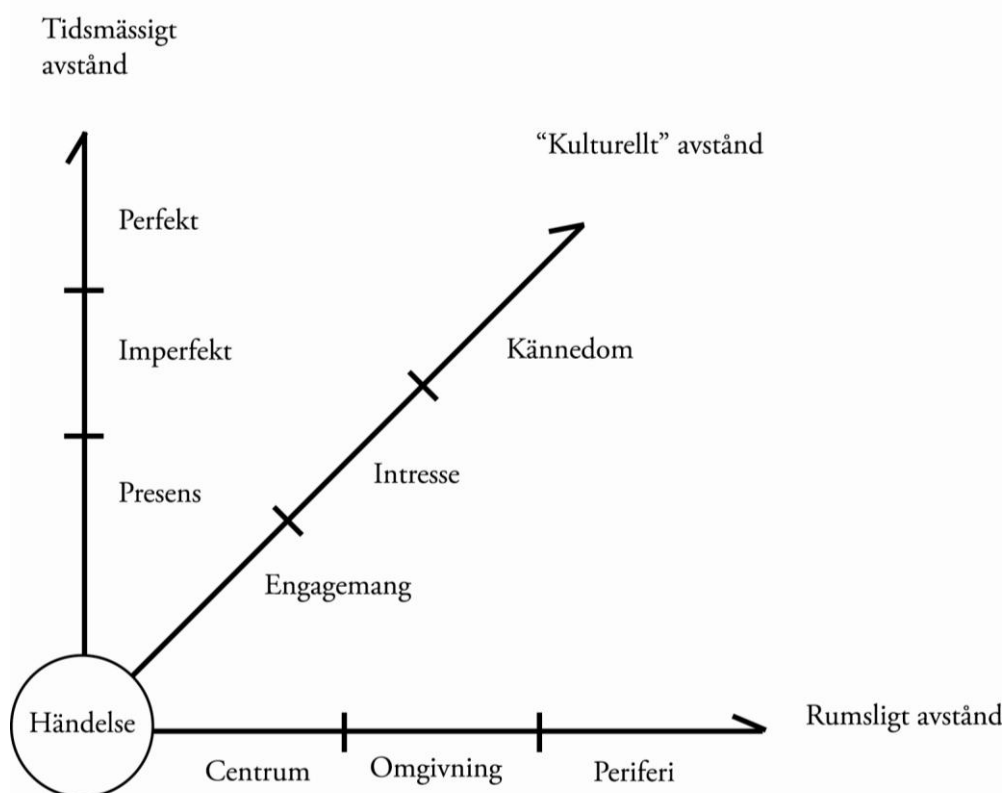 Tidsmässigt
avstånd
“Kulturellt” avstånd
Perfekt
Imperfekt
Kännedom
Intresse
Presens
Engagemang
Händelse
Rumsligt avstånd
Centrum
Omgivning
Periferi